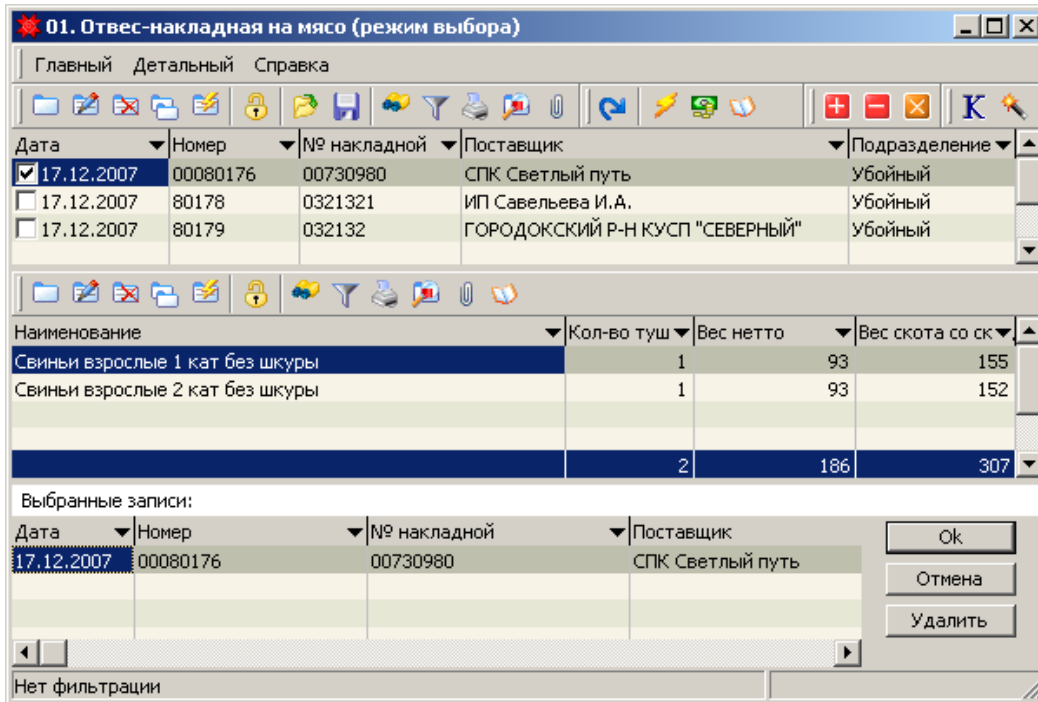 01. Отвес-накладная на мясо (режим выбора)
Главный Детальный Справка
K
Дата Номер № накладной Поставщик Подразделение
17.12.2007 00080176 00730980 СПК Светлый путь Убойный
17.12.2007 80178 0321321 ИП Савельева И.А. Убойный
17.12.2007 80179 032132 ГОРОДОКСКИЙ Р-Н КУСП "СЕВЕРНЫЙ" Убойный
Наименование Кол-во туш Вес нетто Вес скота со ск
Свиньи взрослые 1 кат без шкуры 1 93 155
Свиньи взрослые 2 кат без шкуры 1 93 152
2 186 307
Выбранные записи:
Дата Номер № накладной Поставщик
17.12.2007 00080176 00730980 СПК Светлый путь
Ok
Отмена
Удалить
Нет фильтрации